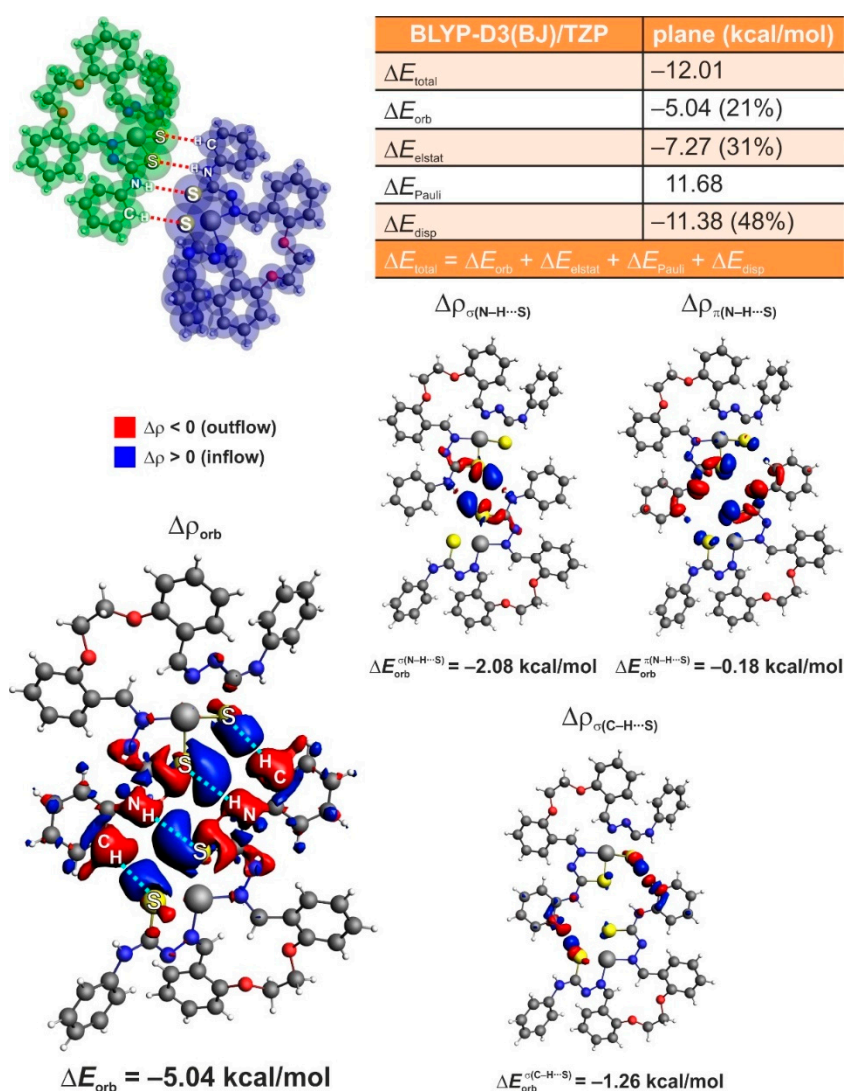 BLYP-D3(BJ)/TZP plane (kcal/mol)
ΔE_total –12.01
ΔE_orb –5.04 (21%)
ΔE_elstat –7.27 (31%)
ΔE_Pauli 11.68
ΔE_disp –11.38 (48%)
ΔE_total = ΔE_orb + ΔE_elstat + ΔE_Pauli + ΔE_disp
S H C
S H N
N H S
C H S
Δρ < 0 (outflow)
Δρ > 0 (inflow)
Δρ_σ(N–H···S) Δρ_π(N–H···S)
ΔE_orb^σ(N–H···S) = –2.08 kcal/mol ΔE_orb^π(N–H···S) = –0.18 kcal/mol
Δρ_orb
S H C
S H N
N H S
C H S
ΔE_orb = –5.04 kcal/mol
Δρ_σ(C–H···S)
ΔE_orb^σ(C–H···S) = –1.26 kcal/mol